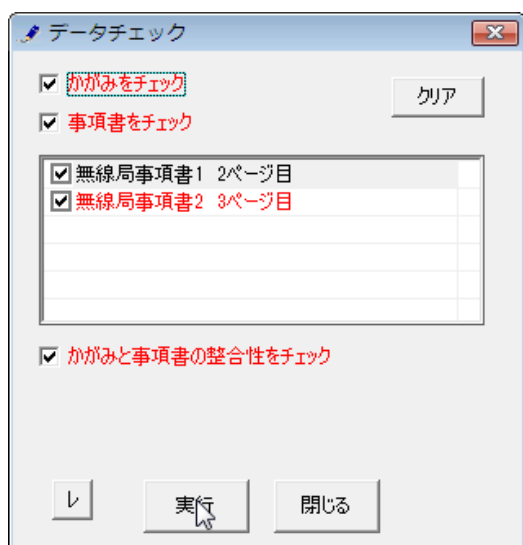 データチェック
かがみをチェック
クリア
事項書をチェック
無線局事項書1 2ページ目
無線局事項書2 3ページ目
かがみと事項書の整合性をチェック
レ
実行
閉じる